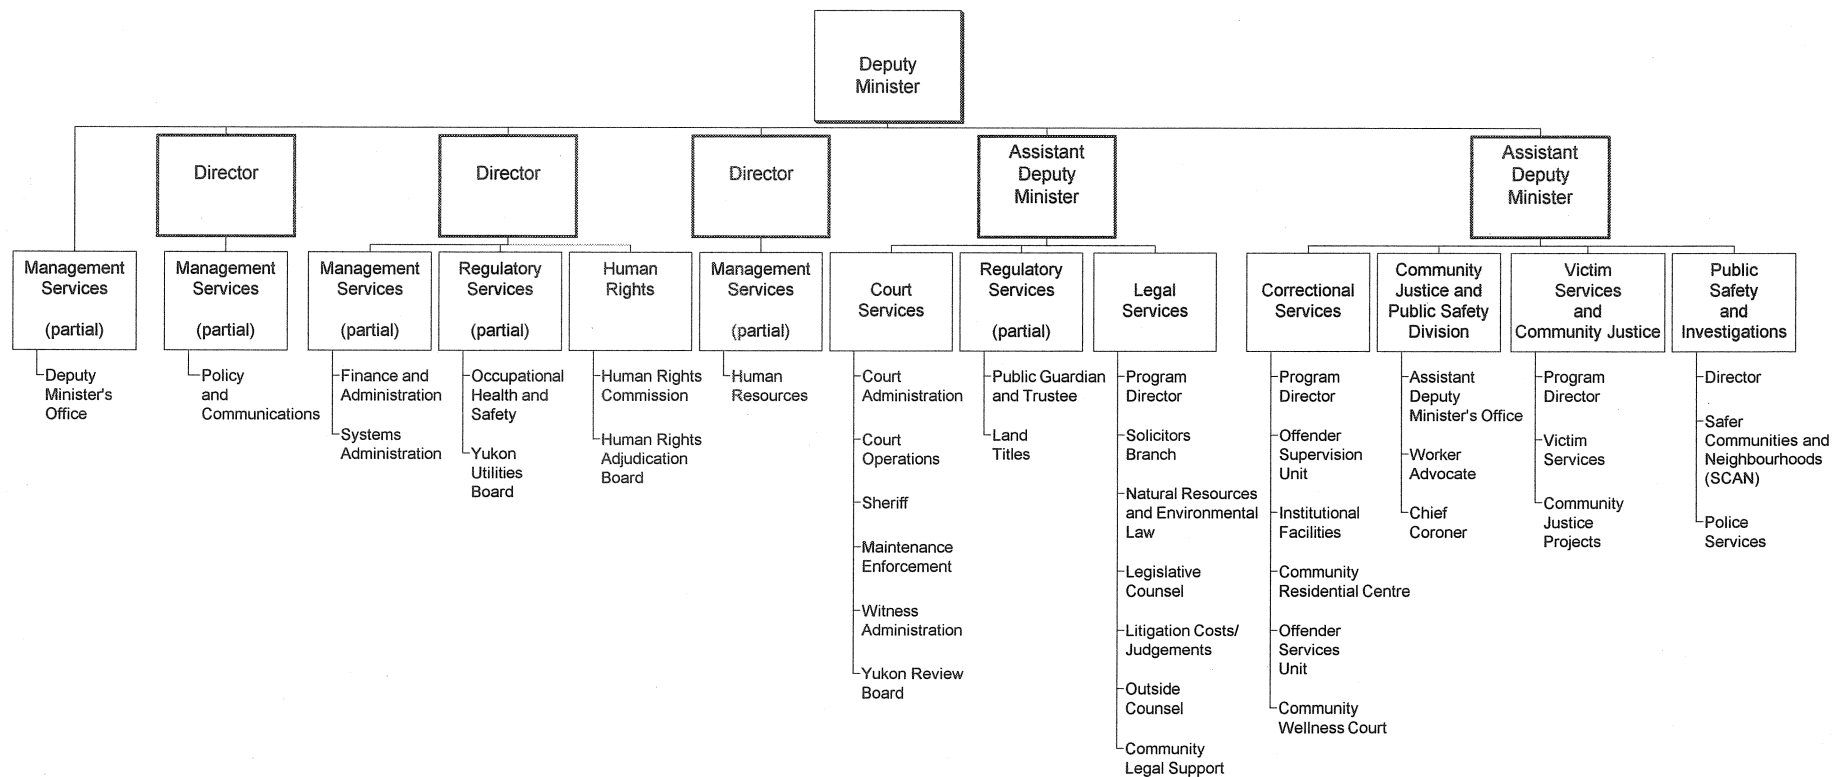 Deputy
Minister
Director
Director
Director
Assistant
Deputy
Minister
Assistant
Deputy
Minister
Management
Services
(partial)
Deputy
Minister's
Office
Management
Services
(partial)
Policy
and
Communications
Management
Services
(partial)
Finance and
Administration
Systems
Administration
Regulatory
Services
(partial)
Occupational
Health and
Safety
Yukon
Utilities
Board
Human
Rights
Human Rights
Commission
Human Rights
Adjudication
Board
Management
Services
(partial)
Human
Resources
Court
Services
Court
Administration
Court
Operations
Sheriff
Maintenance
Enforcement
Witness
Administration
Yukon Review
Board
Regulatory
Services
(partial)
Public Guardian
and Trustee
Land
Titles
Legal
Services
Program
Director
Solicitors
Branch
Natural Resources
and Environmental
Law
Legislative
Counsel
Litigation Costs/
Judgements
Outside
Counsel
Community
Legal Support
Correctional
Services
Program
Director
Offender
Supervision
Unit
Institutional
Facilities
Community
Residential Centre
Offender
Services
Unit
Community
Wellness Court
Community
Justice and
Public Safety
Division
Assistant
Deputy
Minister's Office
Worker
Advocate
Chief
Coroner
Victim
Services
and
Community Justice
Program
Director
Victim
Services
Community
Justice
Projects
Public
Safety
and
Investigations
Director
Safer
Communities and
Neighbourhoods
(SCAN)
Police
Services